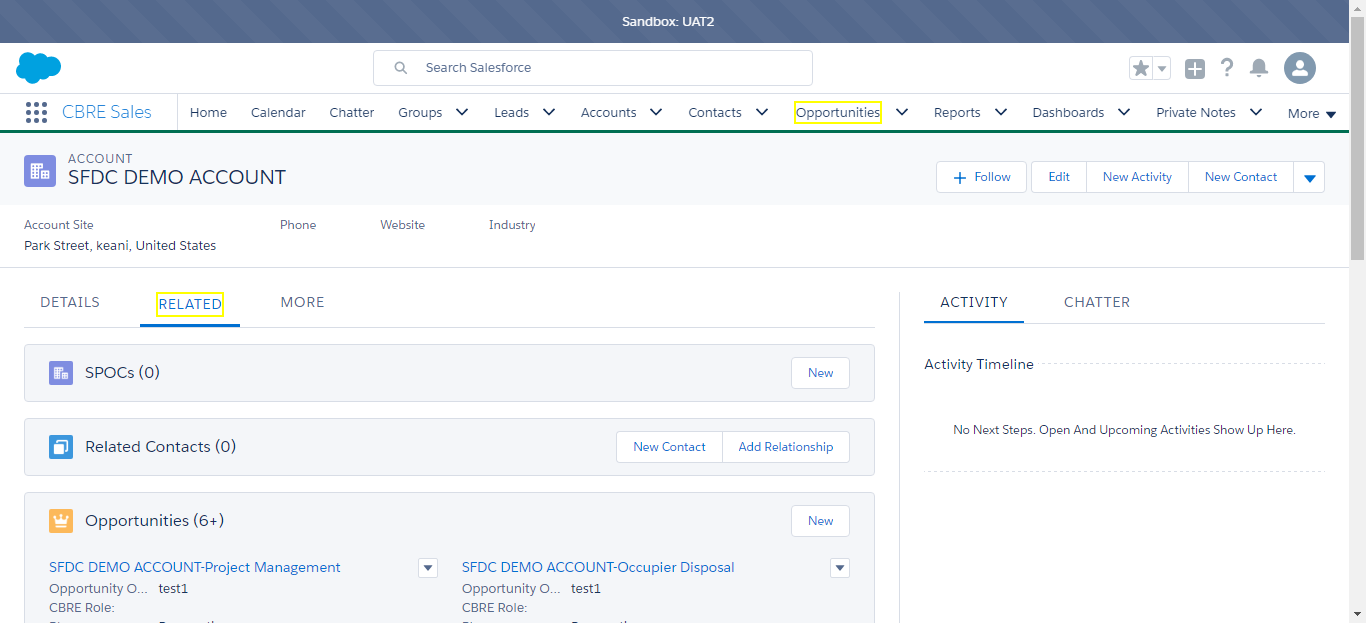 Sandbox: UAT2
Search Salesforce
CBRE Sales
Home Calendar Chatter Groups Leads Accounts Contacts Opportunities Reports Dashboards Private Notes More
ACCOUNT
SFDC DEMO ACCOUNT
Follow Edit New Activity New Contact
Account Site Phone Website Industry
Park Street, keani, United States
DETAILS RELATED MORE
ACTIVITY CHATTER
SPOCs (0) New
Activity Timeline
No Next Steps. Open And Upcoming Activities Show Up Here.
Related Contacts (0) New Contact Add Relationship
Opportunities (6+) New
SFDC DEMO ACCOUNT-Project Management
Opportunity O... test1
CBRE Role:
SFDC DEMO ACCOUNT-Occupier Disposal
Opportunity O... test1
CBRE Role: